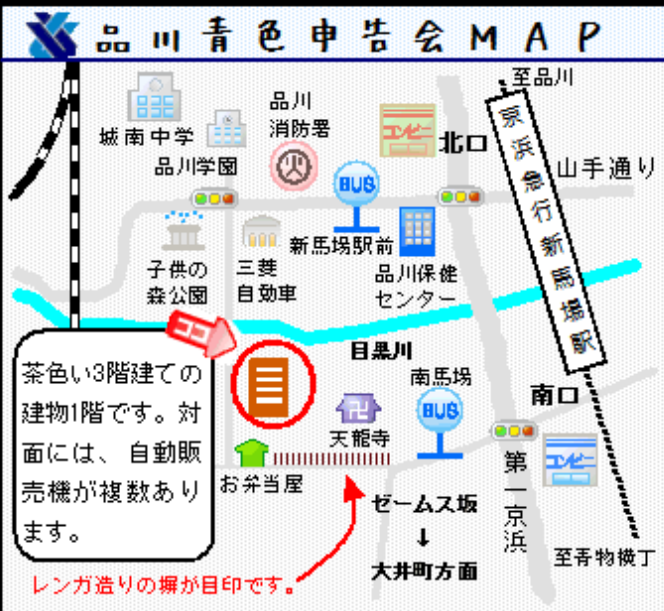 品川青色申告会MAP
至品川
城南中学
品川学園
品川
消防署
火
コンビニ
北口
山手通り
京浜急行新馬場駅
BUS
新馬場駅前
子供の
森公園
三菱
自動車
品川保健
センター
ココ
目黒川
茶色い3階建ての
建物1階です。対
面には、自動販
売機が複数あり
ます。
南馬場
BUS
南口
卍
天龍寺
お弁当屋
コンビニ
第一京浜
ゼームス坂
↓
大井町方面
至青物横丁
レンガ造りの塀が目印です。